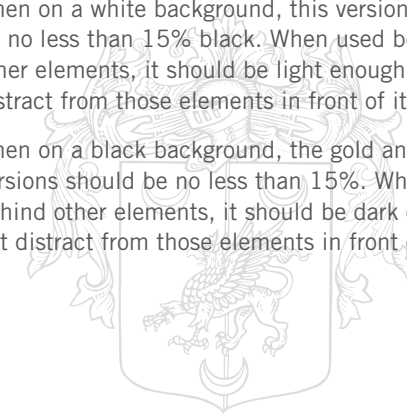 hen on a white background, this version
no less than 15% black. When used be
her elements, it should be light enough
stract from those elements in front of it
hen on a black background, the gold an
rsions should be no less than 15%. Wh
hind other elements, it should be dark
t distract from those elements in front